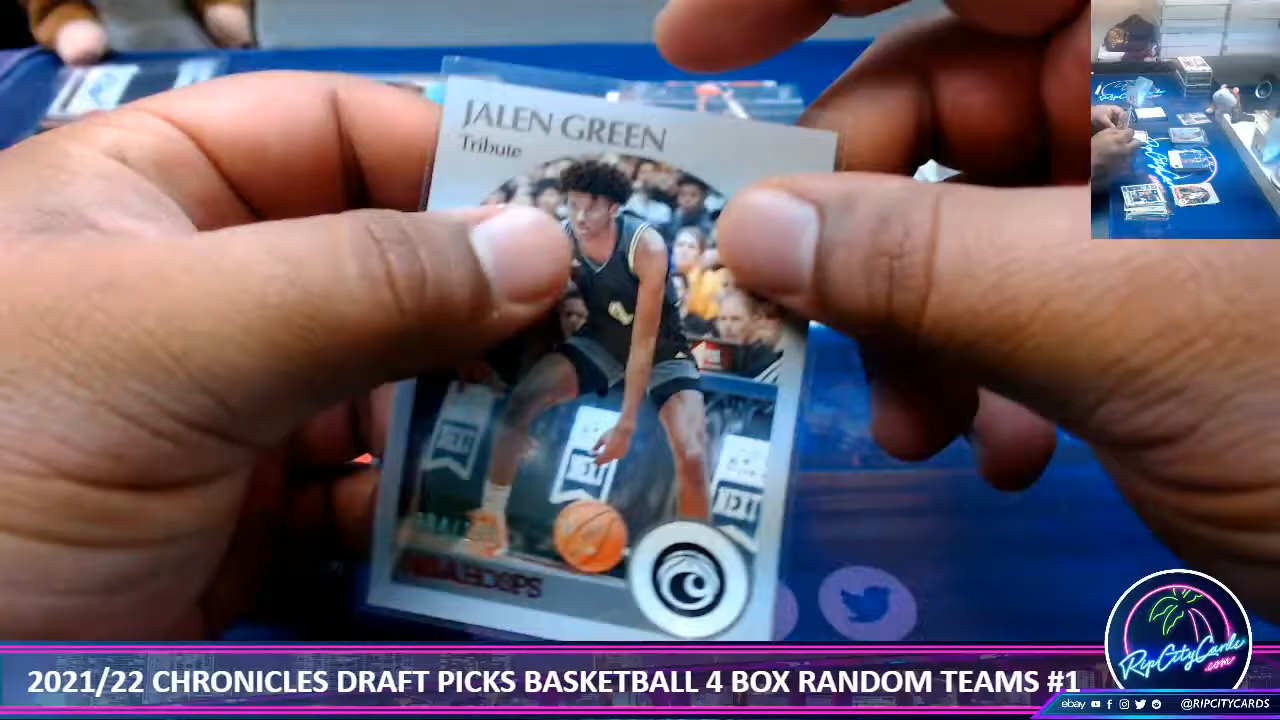 JALEN GREEN
Tribute
NEXT
NBA HOOPS
RipCityCards
.com
2021/22 CHRONICLES DRAFT PICKS BASKETBALL 4 BOX RANDOM TEAMS #1
ebay
@RIPCITYCARDS